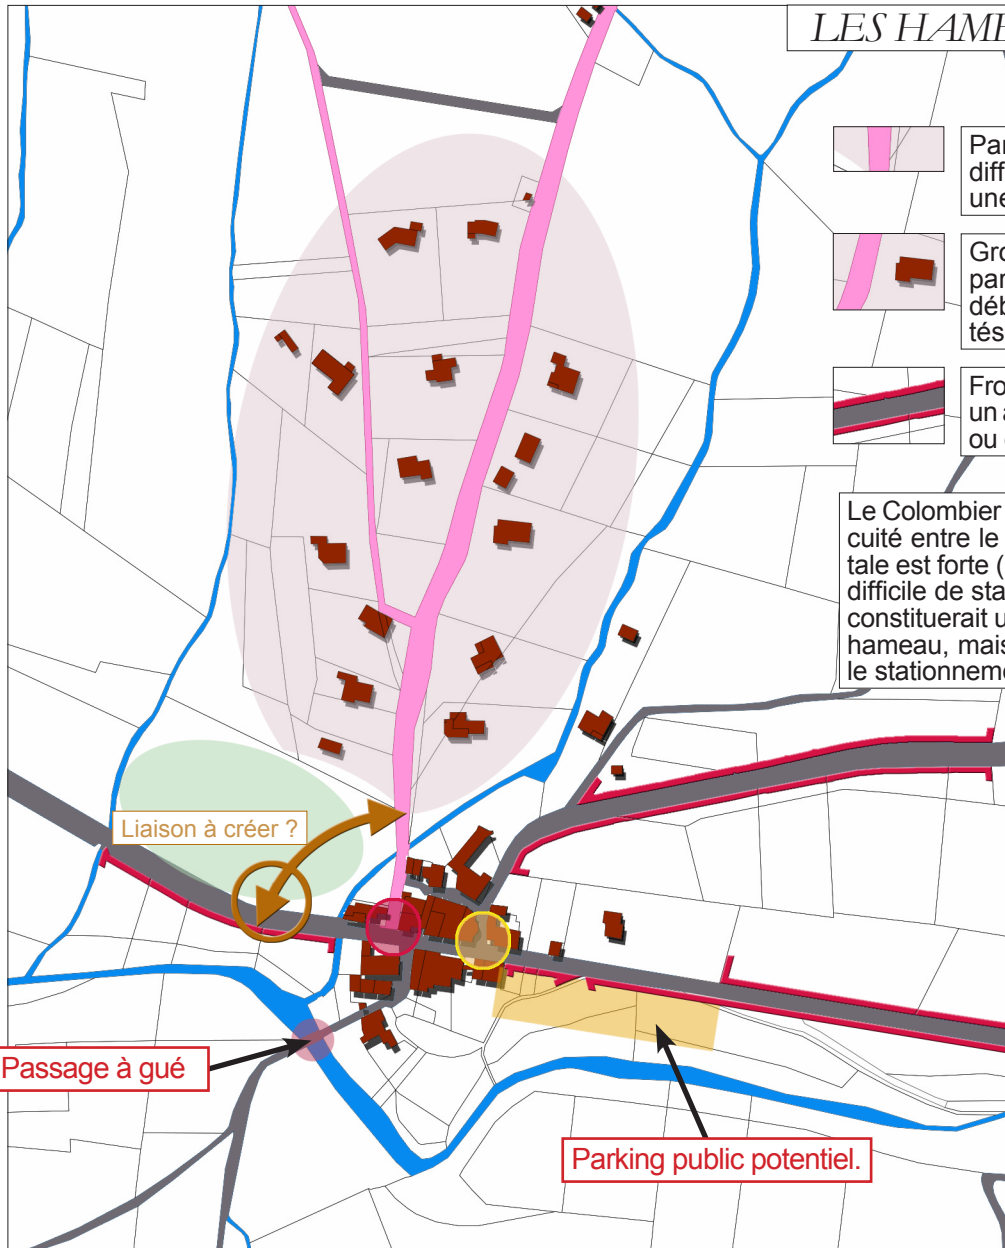 LES HAME
Par
diff
une
Gro
par
déb
tés
Fro
un a
ou
Le Colombier
cuité entre le
tale est forte (
difficile de sta
constituerait u
hameau, mais
le stationneme
Liaison à créer ?
Passage à gué
Parking public potentiel.